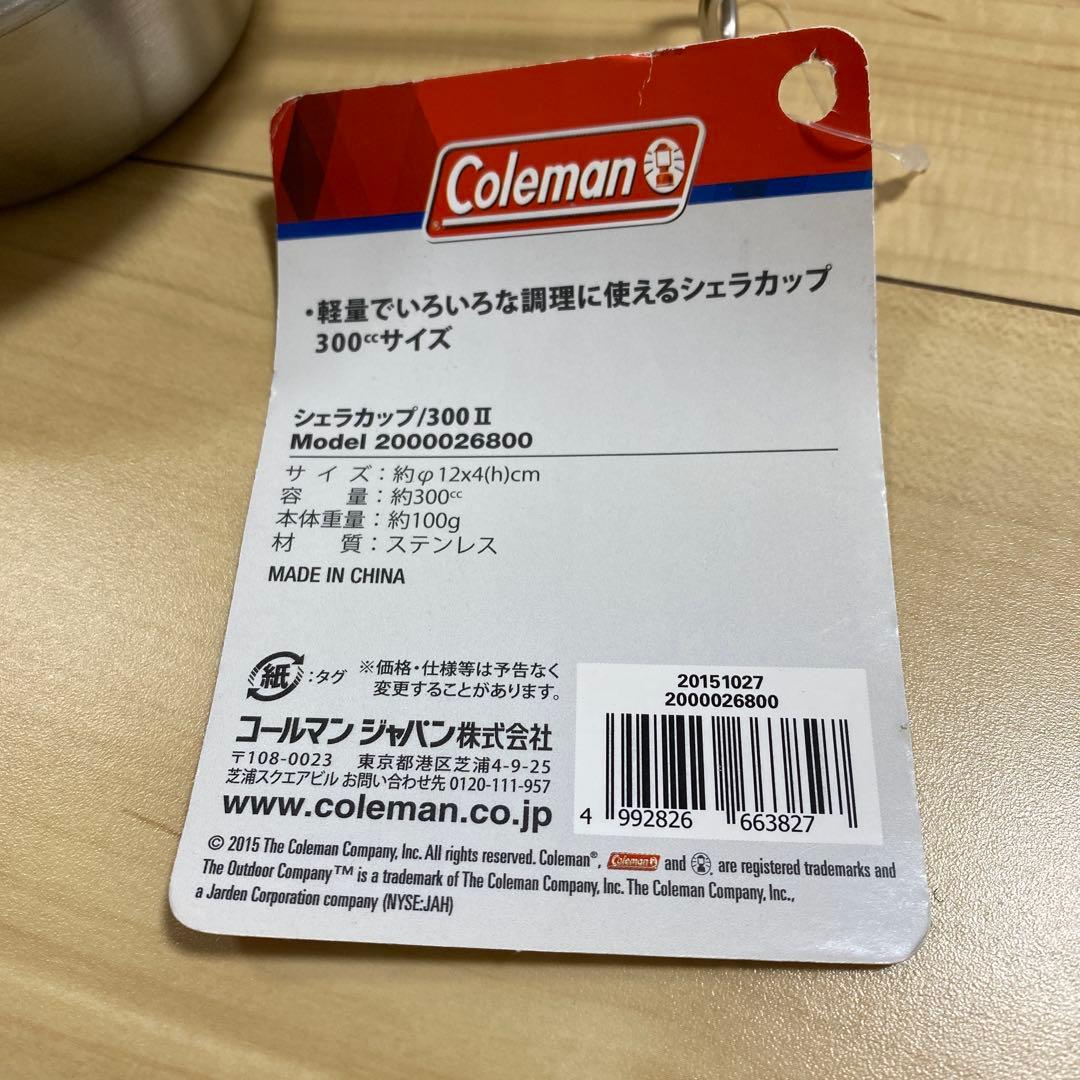 Coleman
・軽量でいろいろな調理に使えるシェラカップ
300ccサイズ
シェラカップ/300Ⅱ
Model 2000026800
サイズ：約φ12x4(h)cm
容量：約300cc
本体重量：約100g
材質：ステンレス
MADE IN CHINA
紙：タグ
※価格・仕様等は予告なく
変更することがあります。
コールマン ジャパン株式会社
〒108-0023 東京都港区芝浦4-9-25
芝浦スクエアビル お問い合わせ先 0120-111-957
www.coleman.co.jp
20151027
2000026800
4 992826 663827
© 2015 The Coleman Company, Inc. All rights reserved. Coleman®, Coleman and ® are registered trademarks and
The Outdoor Company™ is a trademark of The Coleman Company, Inc. The Coleman Company, Inc.,
a Jarden Corporation company (NYSE:JAH)